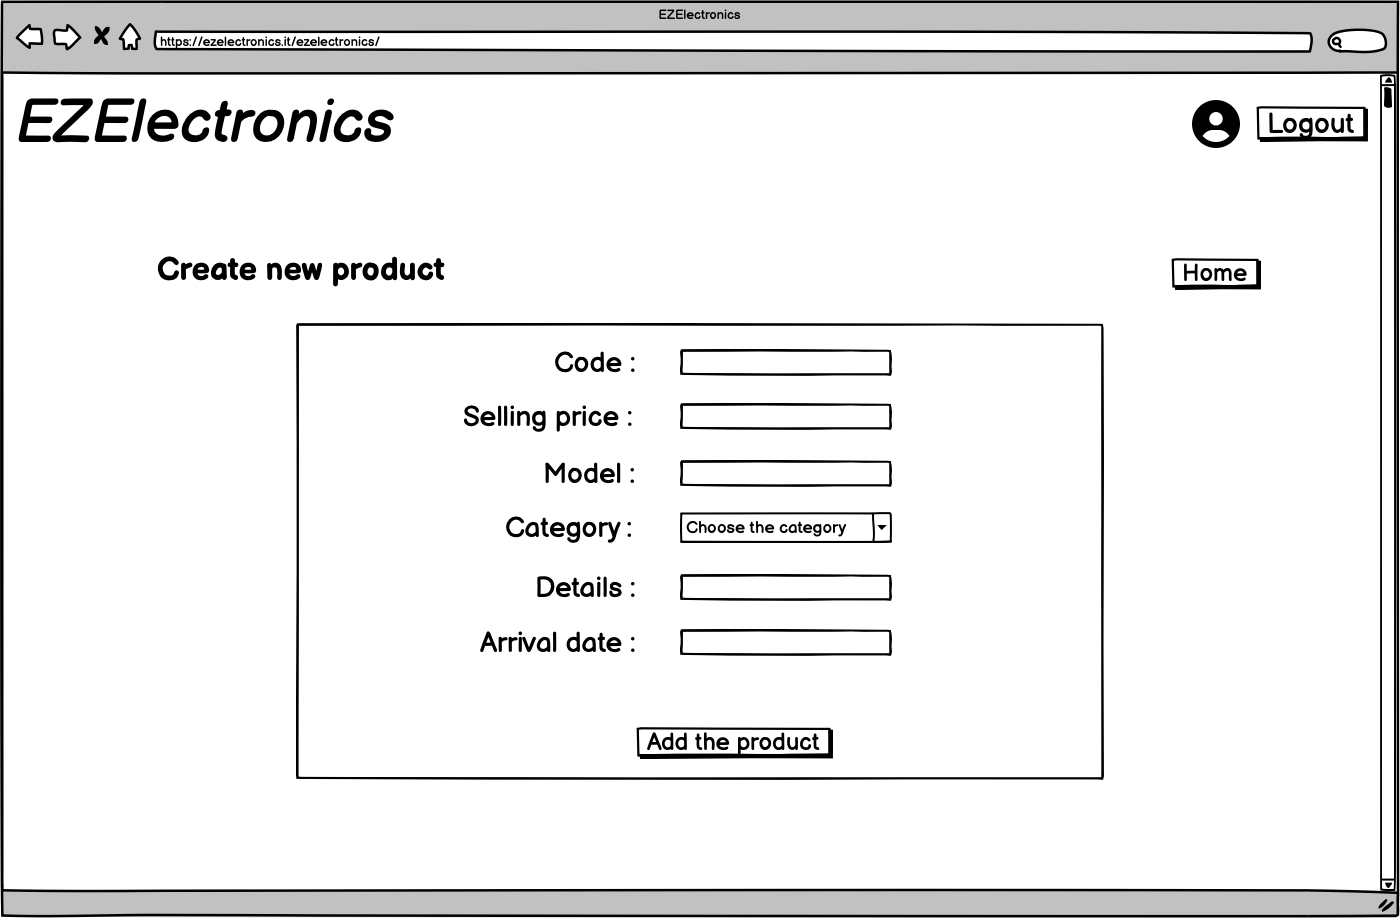 EZElectronics
https://ezelectronics.it/ezelectronics/
EZElectronics
Logout
Create new product
Home
Code :
Selling price :
Model :
Category :
Choose the category
Details :
Arrival date :
Add the product